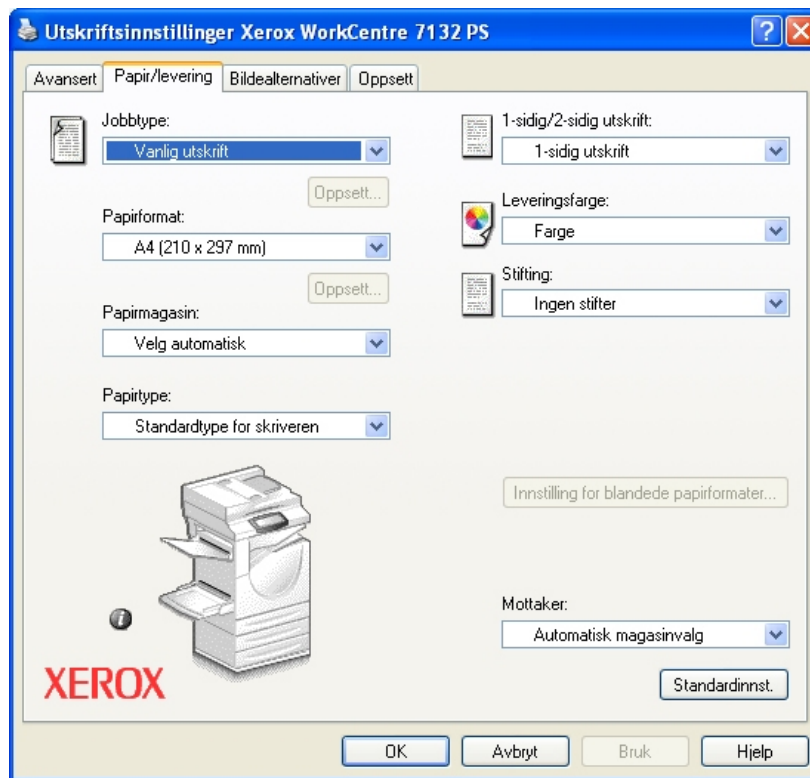 Utskriftsinnstillinger Xerox WorkCentre 7132 PS
Avansert
Papir/levering
Bildealternativer
Oppsett
Jobbtype:
Vanlig utskrift
Oppsett...
Papirformat:
A4 (210 x 297 mm)
Oppsett...
Papirmagasin:
Velg automatisk
Papirtype:
Standardtype for skriveren
1-sidig/2-sidig utskrift:
1-sidig utskrift
Leveringsfarge:
Farge
Stifting:
Ingen stifter
Innstilling for blandede papirformater...
Mottaker:
Automatisk magasinvalg
XEROX
Standardinnst.
OK
Avbryt
Bruk
Hjelp